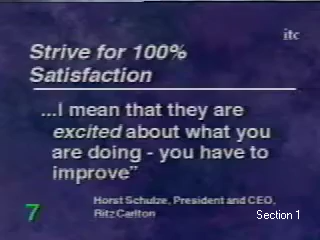 itc
Strive for 100%
Satisfaction
...I mean that they are
excited about what you
are doing - you have to
improve”
Horst Schulze, President and CEO,
Ritz Carlton
7
Section 1